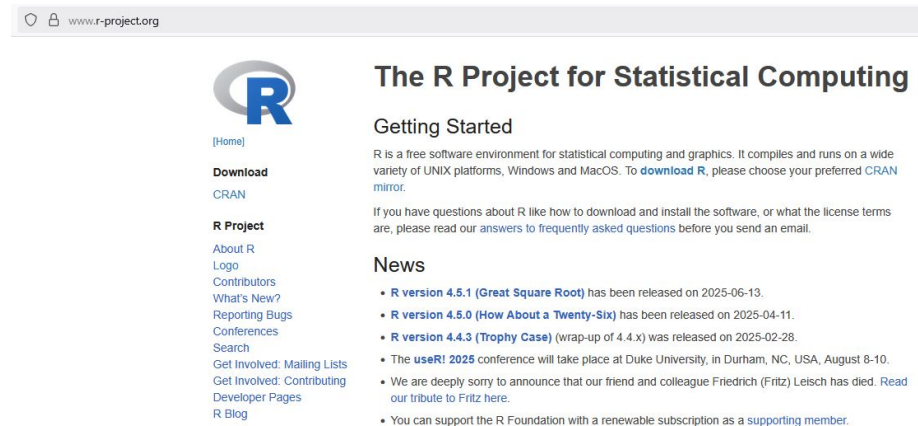 www.r-project.org
R
[Home]
Download
CRAN
R Project
About R
Logo
Contributors
What's New?
Reporting Bugs
Conferences
Search
Get Involved: Mailing Lists
Get Involved: Contributing
Developer Pages
R Blog
The R Project for Statistical Computing
Getting Started
R is a free software environment for statistical computing and graphics. It compiles and runs on a wide
variety of UNIX platforms, Windows and MacOS. To download R, please choose your preferred CRAN
mirror.
If you have questions about R like how to download and install the software, or what the license terms
are, please read our answers to frequently asked questions before you send an email.
News
• R version 4.5.1 (Great Square Root) has been released on 2025-06-13.
• R version 4.5.0 (How About a Twenty-Six) has been released on 2025-04-11.
• R version 4.4.3 (Trophy Case) (wrap-up of 4.4.x) was released on 2025-02-28.
• The useR! 2025 conference will take place at Duke University, in Durham, NC, USA, August 8-10.
• We are deeply sorry to announce that our friend and colleague Friedrich (Fritz) Leisch has died. Read
our tribute to Fritz here.
• You can support the R Foundation with a renewable subscription as a supporting member.